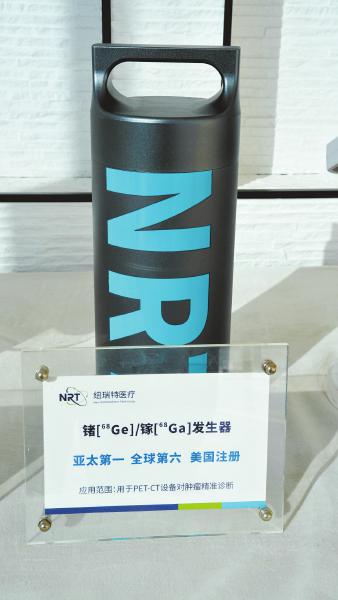 NRT
NRT 纽瑞特医疗
锗[⁶⁸Ge]/镓[⁶⁸Ga]发生器
亚太第一 全球第六 美国注册
应用范围:用于PET-CT设备对肿瘤精准诊断